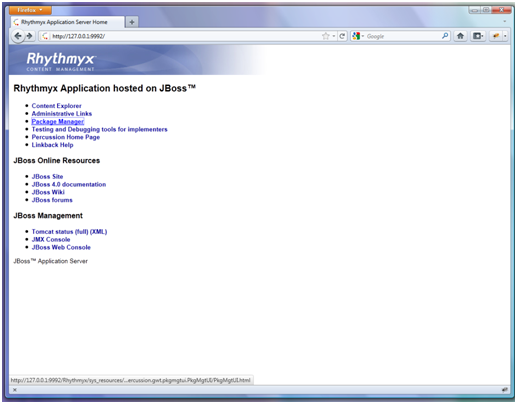 Firefox
Rhythmyx Application Server Home
http://127.0.0.1:9992/
Google
Rhythmyx
CONTENT MANAGEMENT
Rhythmyx Application hosted on JBoss™
Content Explorer
Administrative Links
Package Manager
Testing and Debugging tools for implementers
Percussion Home Page
Linkback Help
JBoss Online Resources
JBoss Site
JBoss 4.0 documentation
JBoss Wiki
JBoss forums
JBoss Management
Tomcat status (full) (XML)
JMX Console
JBoss Web Console
JBoss™ Application Server
http://127.0.0.1:9992/Rhythmyx/sys_resources/...ercussion.gwt.pkgmgtui.PkgMgtUI/PkgMgtUI.html